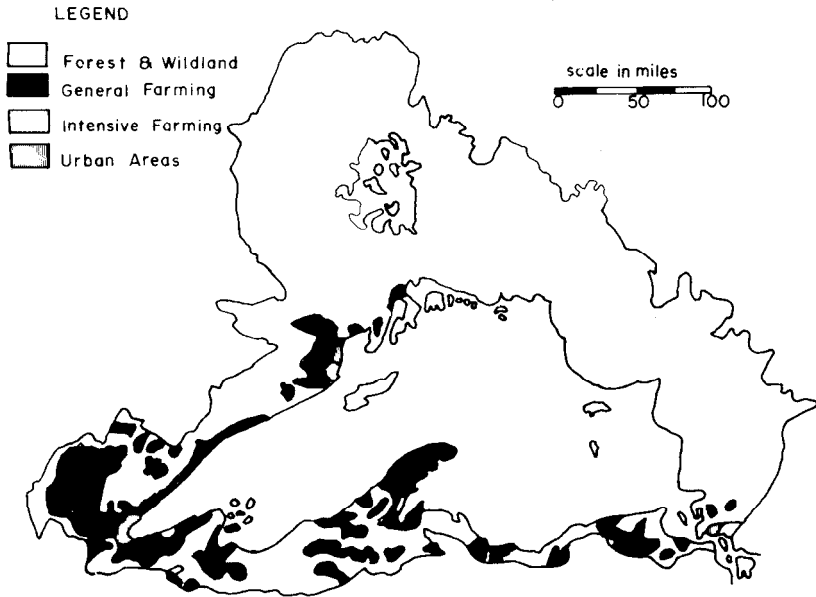 LEGEND
Forest & Wildland
General Farming
Intensive Farming
Urban Areas
scale in miles
0 50 100